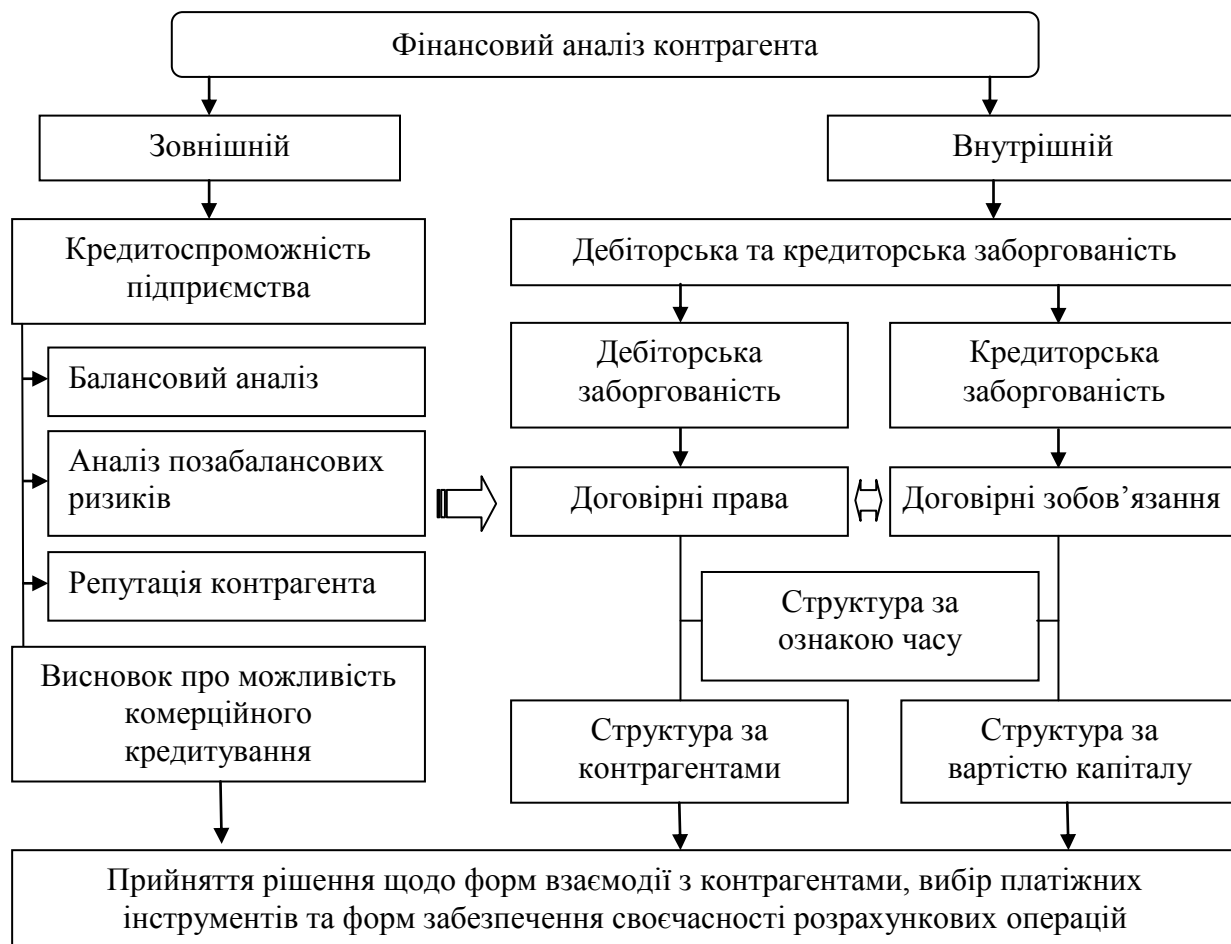 Фінансовий аналіз контрагента
Зовнішній
Внутрішній
Кредитоспроможність
підприємства
Дебіторська та кредиторська заборгованість
Балансовий аналіз
Аналіз позабалансових
ризиків
Репутація контрагента
Висновок про можливість
комерційного
кредитування
Дебіторська
заборгованість
Кредиторська
заборгованість
Договірні права
Договірні зобов’язання
Структура за
ознакою часу
Структура за
контрагентами
Структура за
вартістю капіталу
Прийняття рішення щодо форм взаємодії з контрагентами, вибір платіжних
інструментів та форм забезпечення своєчасності розрахункових операцій